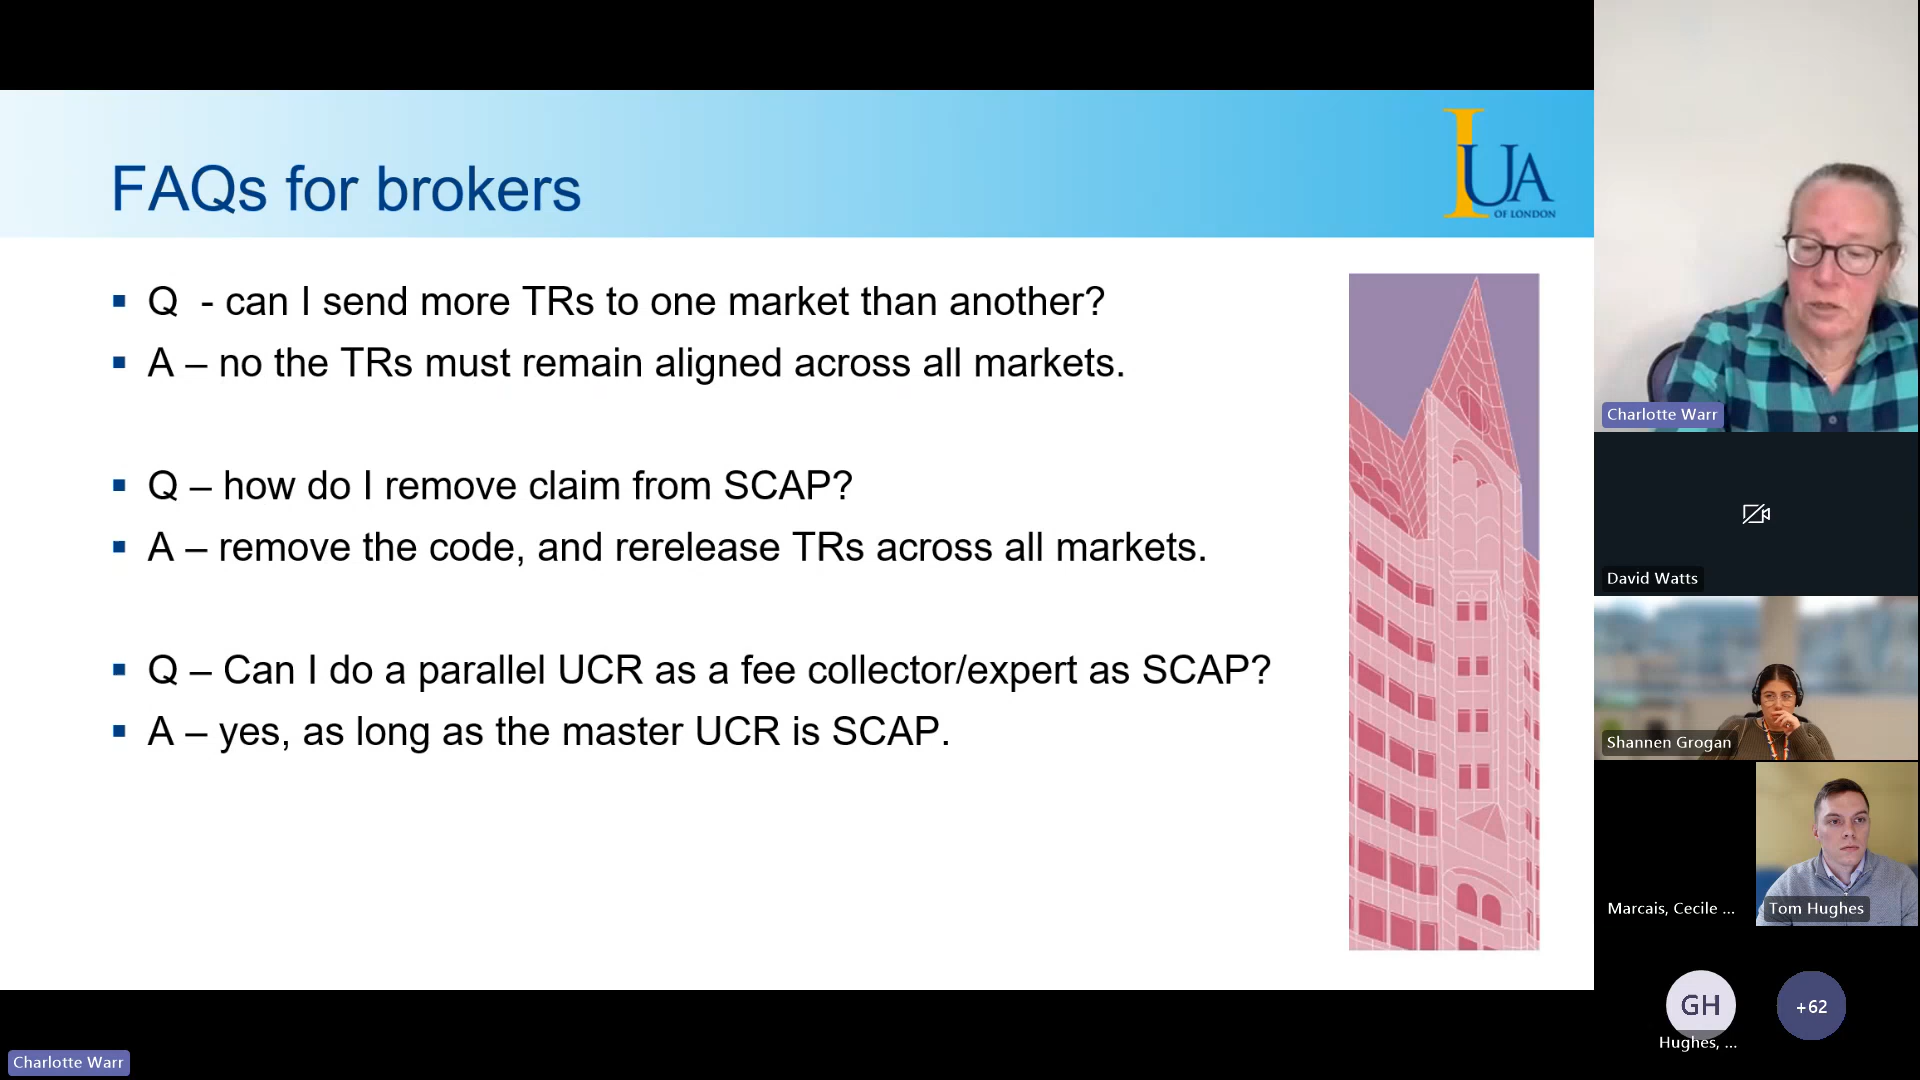 FAQs for brokers
IUA
OF LONDON
Q - can I send more TRs to one market than another?
A – no the TRs must remain aligned across all markets.
Q – how do I remove claim from SCAP?
A – remove the code, and rerelease TRs across all markets.
Q – Can I do a parallel UCR as a fee collector/expert as SCAP?
A – yes, as long as the master UCR is SCAP.
Charlotte Warr
David Watts
Shannen Grogan
Marcais, Cecile ...
Tom Hughes
GH
+62
Hughes, ...
Charlotte Warr